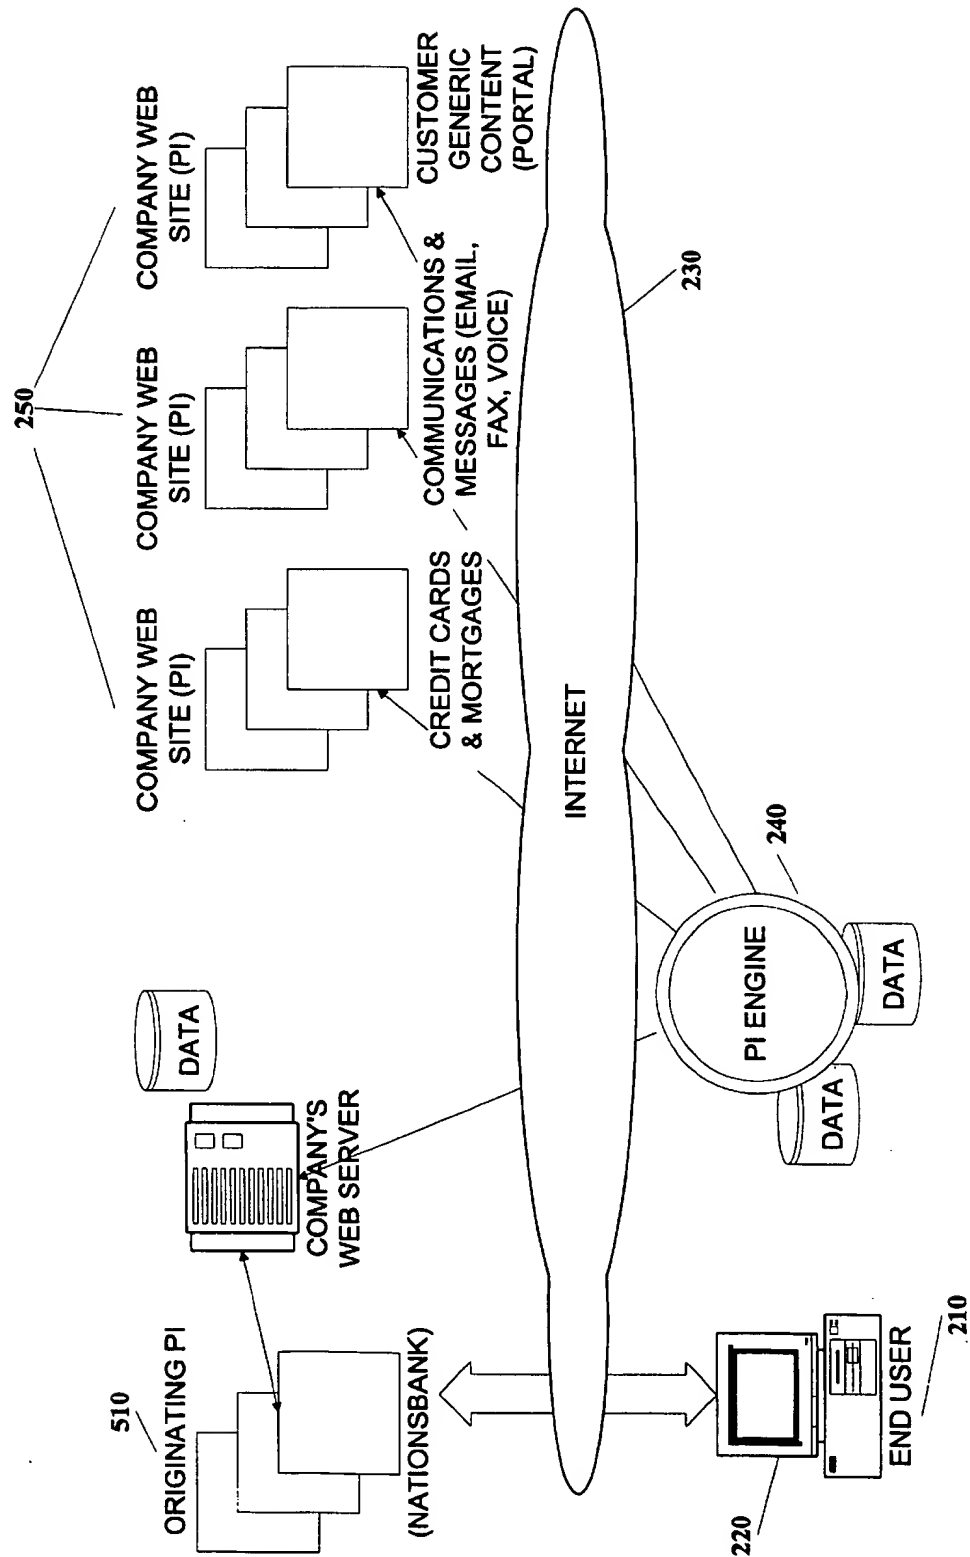 250
COMPANY WEB
SITE (PI)
COMPANY WEB
SITE (PI)
COMPANY WEB
SITE (PI)
ORIGINATING PI
510
(NATIONSBANK)
DATA
COMPANY'S
WEB SERVER
CREDIT CARDS
& MORTGAGES
COMMUNICATIONS &
MESSAGES (EMAIL,
FAX, VOICE)
CUSTOMER
GENERIC
CONTENT
(PORTAL)
INTERNET
230
220
END USER
210
PI ENGINE
240
DATA
DATA